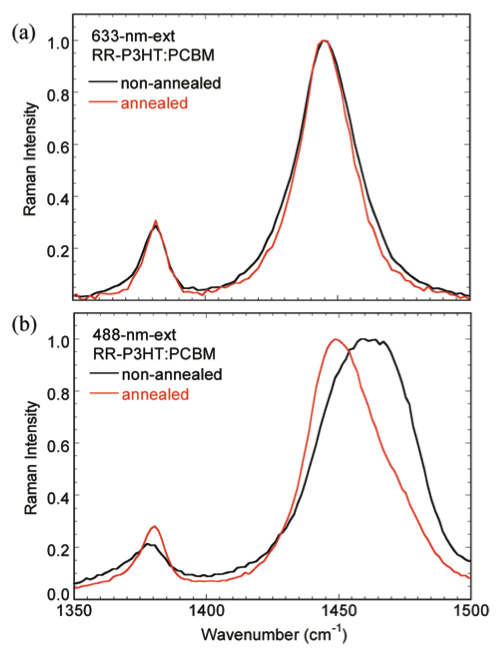 (a)
633-nm-ext
RR-P3HT:PCBM
non-annealed
annealed
1.0
0.8
0.6
0.4
0.2
Raman Intensity
(b)
488-nm-ext
RR-P3HT:PCBM
non-annealed
annealed
1.0
0.8
0.6
0.4
0.2
0.0
Raman Intensity
1350 1400 1450 1500
Wavenumber (cm⁻¹)